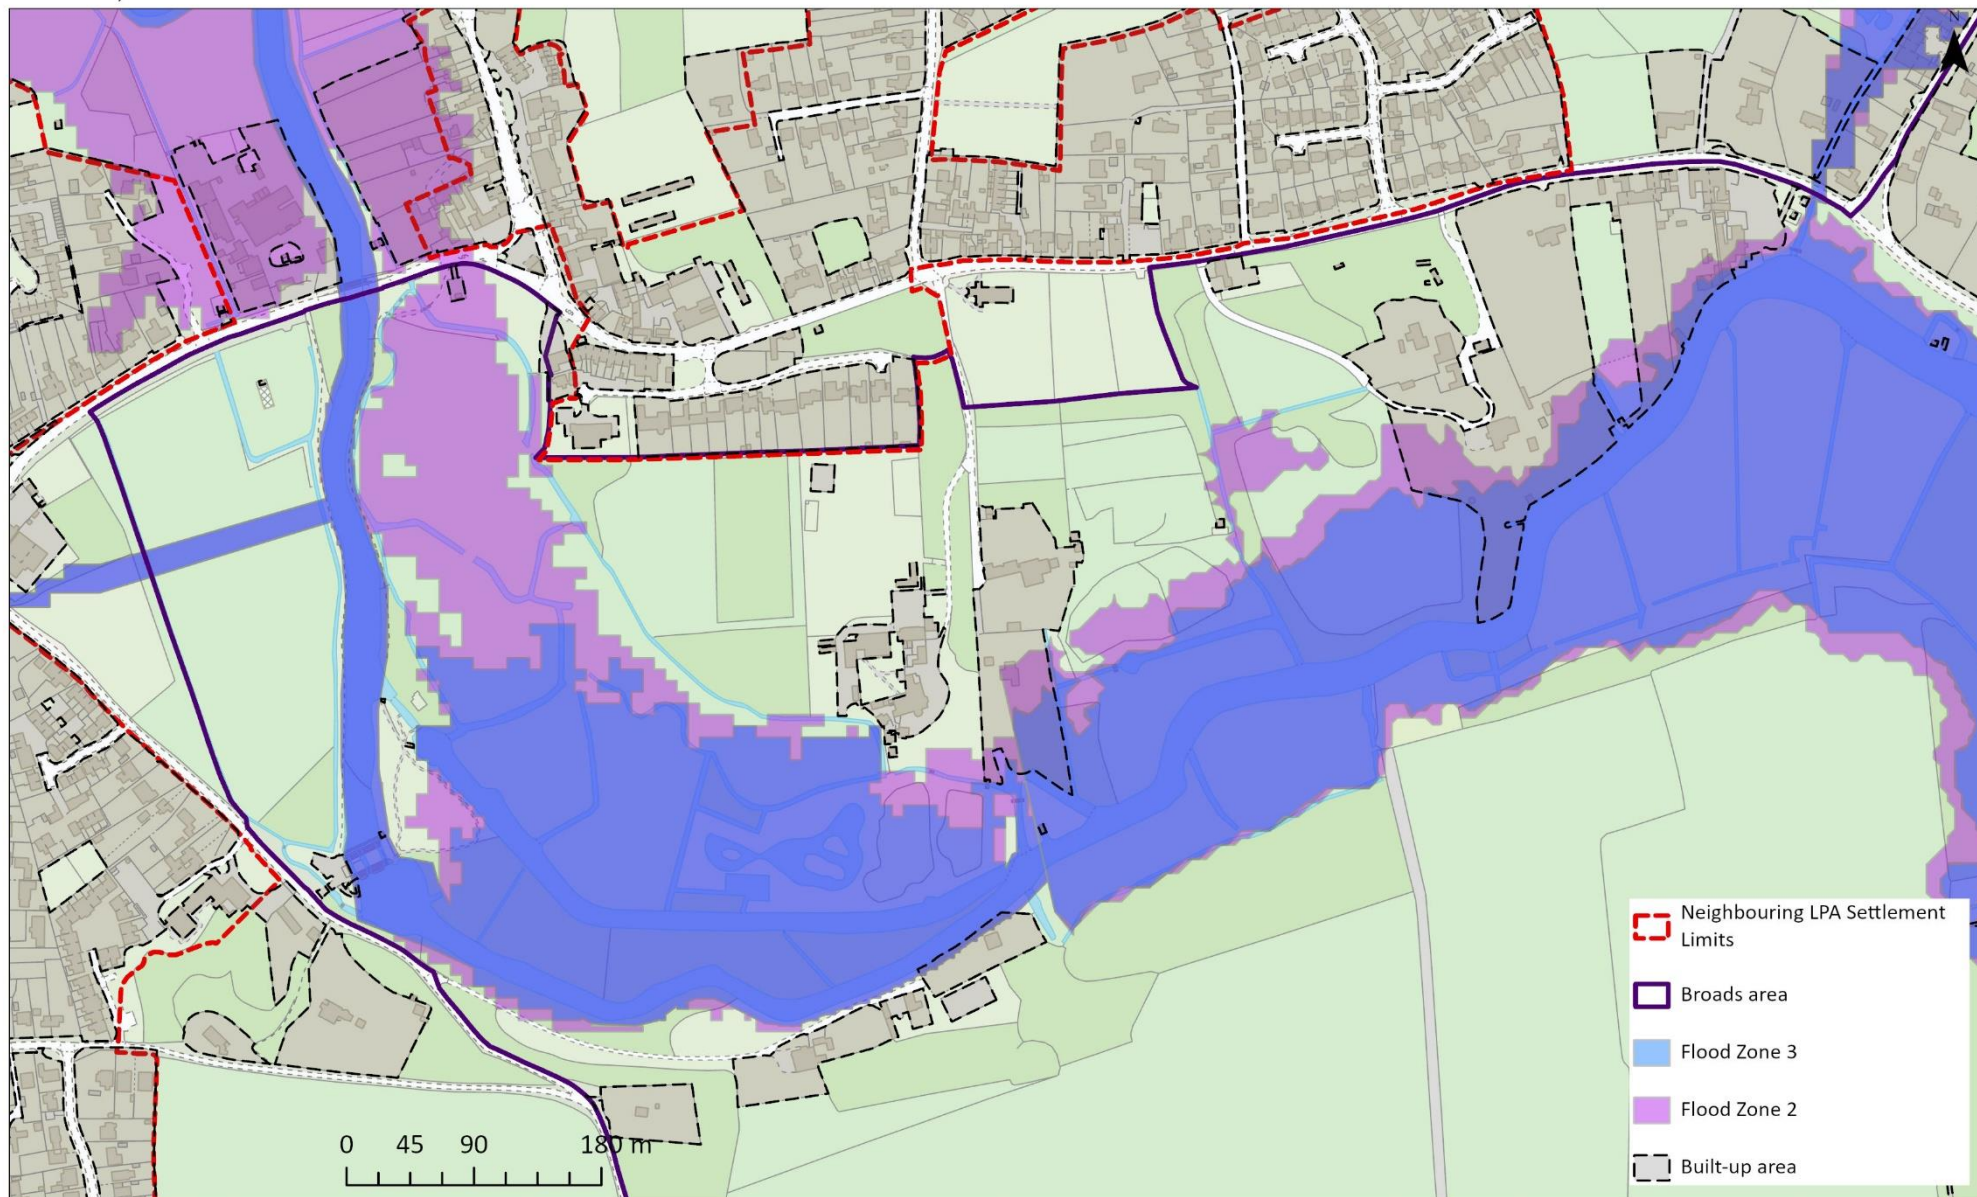 N
0 45 90 180 m
Neighbouring LPA Settlement
Limits
Broads area
Flood Zone 3
Flood Zone 2
Built-up area